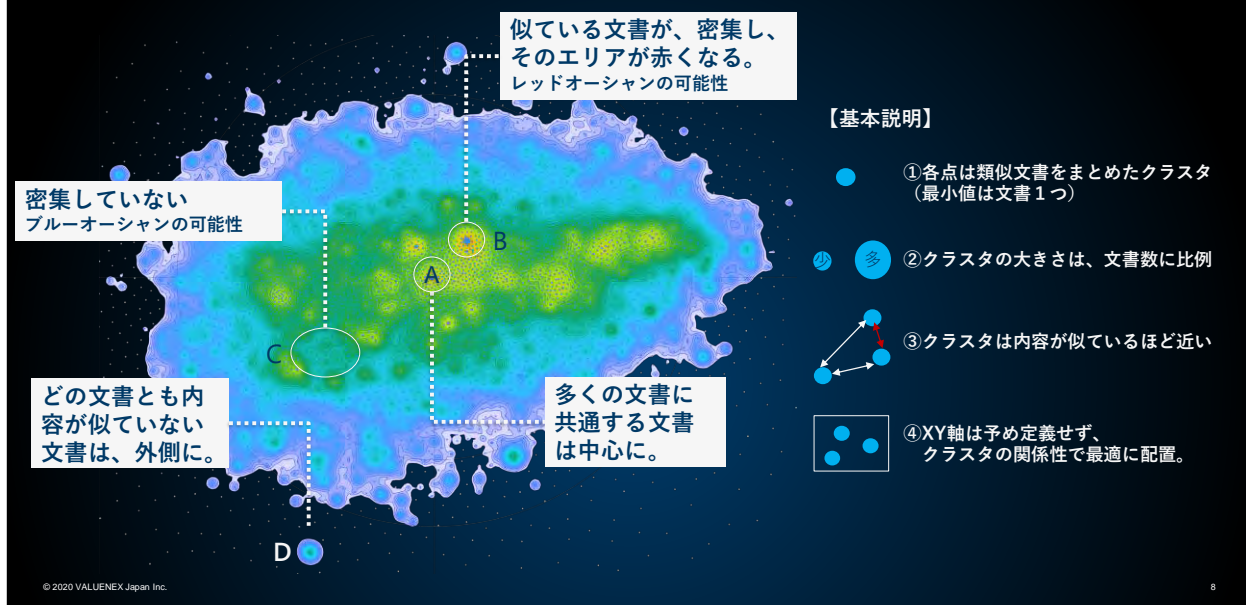 似ている文書が、密集し、
そのエリアが赤くなる。
レッドオーシャンの可能性
密集していない
ブルーオーシャンの可能性
B
A
C
どの文書とも内
容が似ていない
文書は、外側に。
多くの文書に
共通する文書
は中心に。
D
【基本説明】
①各点は類似文書をまとめたクラスタ
（最小値は文書１つ）
少 多 ②クラスタの大きさは、文書数に比例
③クラスタは内容が似ているほど近い
④XY軸は予め定義せず、
クラスタの関係性で最適に配置。
© 2020 VALUENEX Japan Inc.
8